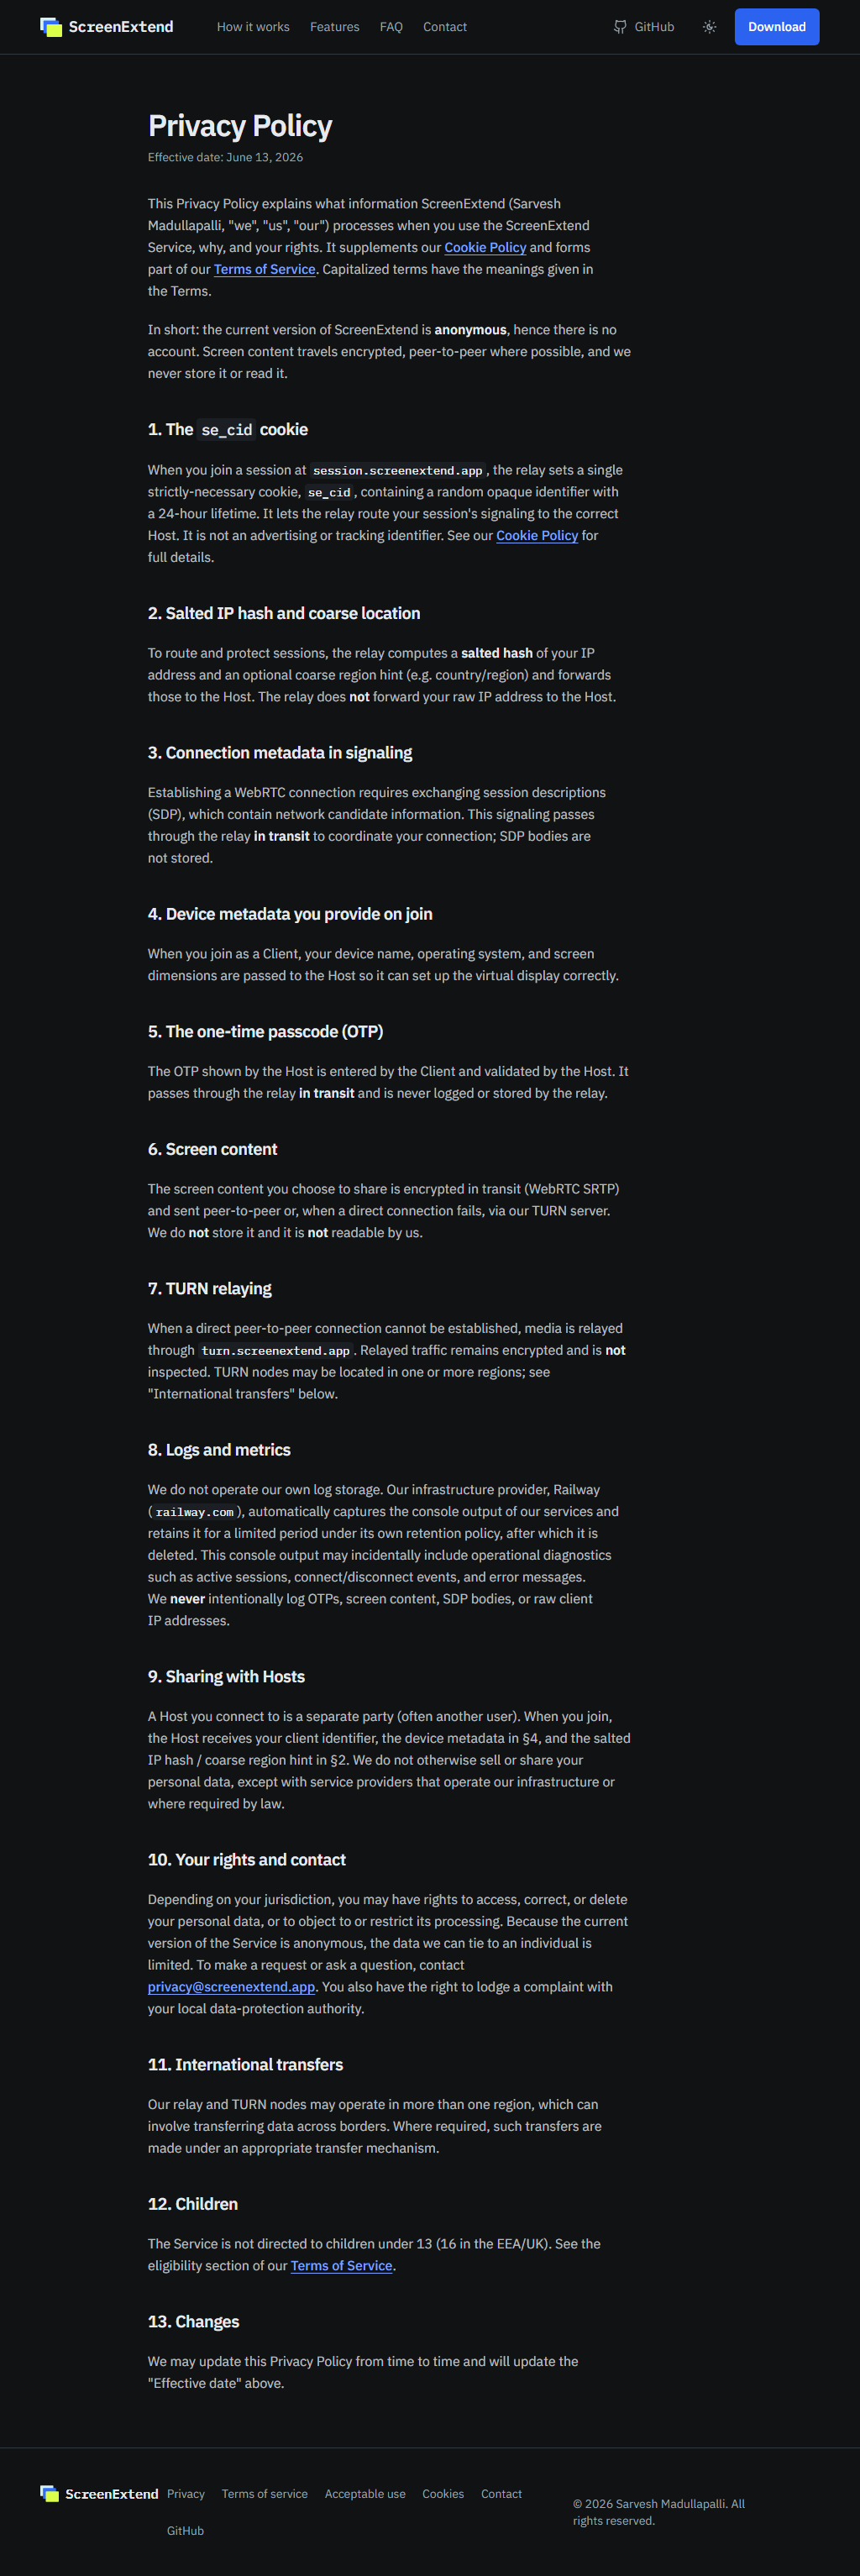 ScreenExtend How it works Features FAQ Contact GitHub Download
Privacy Policy
Effective date: June 13, 2026
This Privacy Policy explains what information ScreenExtend (Sarvesh
Madullapalli, "we", "us", "our") processes when you use the ScreenExtend
Service, why, and your rights. It supplements our Cookie Policy and forms
part of our Terms of Service. Capitalized terms have the meanings given in
the Terms.
In short: the current version of ScreenExtend is anonymous, hence there is no
account. Screen content travels encrypted, peer-to-peer where possible, and we
never store it or read it.
1. The se_cid cookie
When you join a session at session.screenextend.app, the relay sets a single
strictly-necessary cookie, se_cid, containing a random opaque identifier with
a 24-hour lifetime. It lets the relay route your session's signaling to the correct
Host. It is not an advertising or tracking identifier. See our Cookie Policy for
full details.
2. Salted IP hash and coarse location
To route and protect sessions, the relay computes a salted hash of your IP
address and an optional coarse region hint (e.g. country/region) and forwards
those to the Host. The relay does not forward your raw IP address to the Host.
3. Connection metadata in signaling
Establishing a WebRTC connection requires exchanging session descriptions
(SDP), which contain network candidate information. This signaling passes
through the relay in transit to coordinate your connection; SDP bodies are
not stored.
4. Device metadata you provide on join
When you join as a Client, your device name, operating system, and screen
dimensions are passed to the Host so it can set up the virtual display correctly.
5. The one-time passcode (OTP)
The OTP shown by the Host is entered by the Client and validated by the Host. It
passes through the relay in transit and is never logged or stored by the relay.
6. Screen content
The screen content you choose to share is encrypted in transit (WebRTC SRTP)
and sent peer-to-peer or, when a direct connection fails, via our TURN server.
We do not store it and it is not readable by us.
7. TURN relaying
When a direct peer-to-peer connection cannot be established, media is relayed
through turn.screenextend.app. Relayed traffic remains encrypted and is not
inspected. TURN nodes may be located in one or more regions; see
"International transfers" below.
8. Logs and metrics
We do not operate our own log storage. Our infrastructure provider, Railway
(railway.com), automatically captures the console output of our services and
retains it for a limited period under its own retention policy, after which it is
deleted. This console output may incidentally include operational diagnostics
such as active sessions, connect/disconnect events, and error messages.
We never intentionally log OTPs, screen content, SDP bodies, or raw client
IP addresses.
9. Sharing with Hosts
A Host you connect to is a separate party (often another user). When you join,
the Host receives your client identifier, the device metadata in §4, and the salted
IP hash / coarse region hint in §2. We do not otherwise sell or share your
personal data, except with service providers that operate our infrastructure or
where required by law.
10. Your rights and contact
Depending on your jurisdiction, you may have rights to access, correct, or delete
your personal data, or to object to or restrict its processing. Because the current
version of the Service is anonymous, the data we can tie to an individual is
limited. To make a request or ask a question, contact
privacy@screenextend.app. You also have the right to lodge a complaint with
your local data-protection authority.
11. International transfers
Our relay and TURN nodes may operate in more than one region, which can
involve transferring data across borders. Where required, such transfers are
made under an appropriate transfer mechanism.
12. Children
The Service is not directed to children under 13 (16 in the EEA/UK). See the
eligibility section of our Terms of Service.
13. Changes
We may update this Privacy Policy from time to time and will update the
"Effective date" above.
ScreenExtend Privacy Terms of service Acceptable use Cookies Contact
GitHub
© 2026 Sarvesh Madullapalli. All
rights reserved.